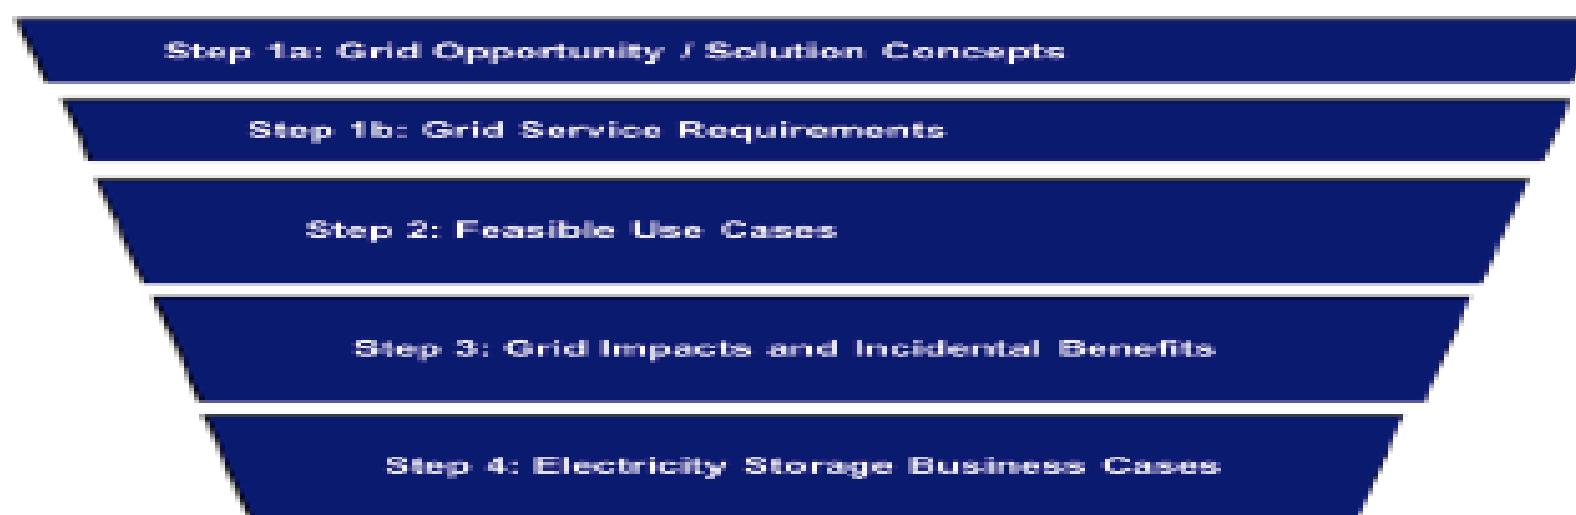 Step 1a: Grid Opportunity / Solution Concepts
Step 1b: Grid Service Requirements
Step 2: Feasible Use Cases
Step 3: Grid Impacts and Incidental Benefits
Step 4: Electricity Storage Business Cases